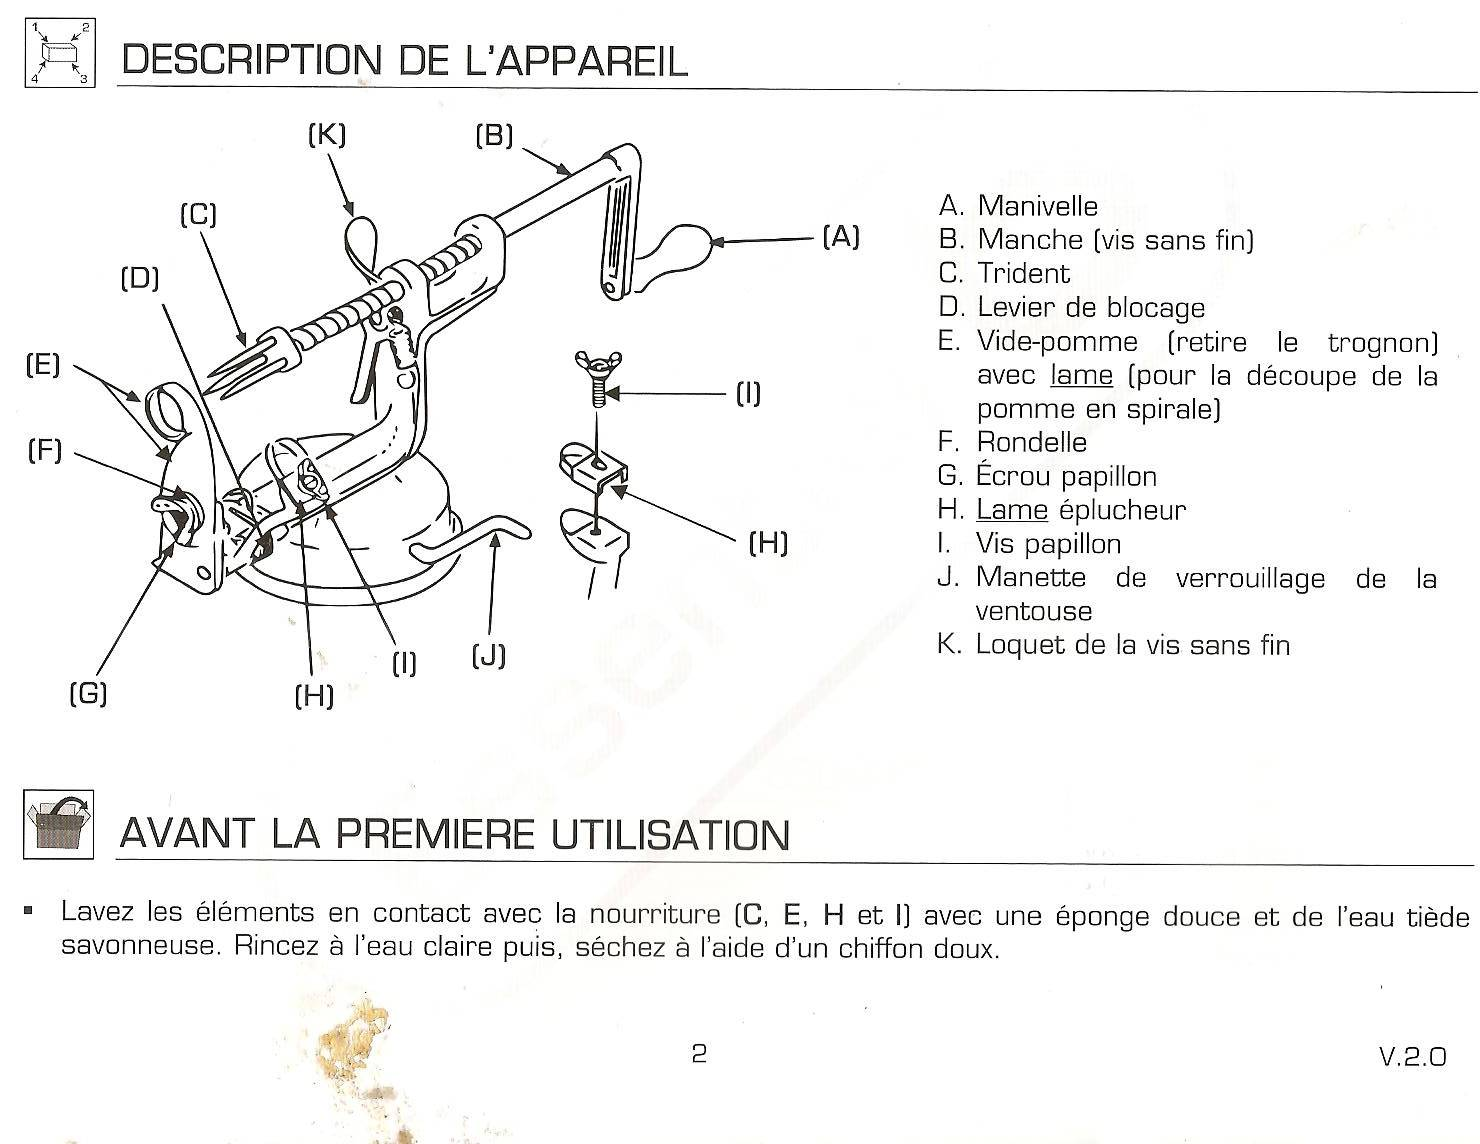 1 2
4 3
DESCRIPTION DE L'APPAREIL
(K) (B)
(C)
(A)
(D)
(E)
(I)
(F)
(H)
(I) (J)
(G) (H)
A. Manivelle
B. Manche (vis sans fin)
C. Trident
D. Levier de blocage
E. Vide-pomme (retire le trognon)
avec lame (pour la découpe de la
pomme en spirale)
F. Rondelle
G. Écrou papillon
H. Lame éplucheur
I. Vis papillon
J. Manette de verrouillage de la
ventouse
K. Loquet de la vis sans fin
AVANT LA PREMIERE UTILISATION
▪ Lavez les éléments en contact avec la nourriture (C, E, H et I) avec une éponge douce et de l'eau tiède
savonneuse. Rincez à l'eau claire puis, séchez à l'aide d'un chiffon doux.
2
V.2.0